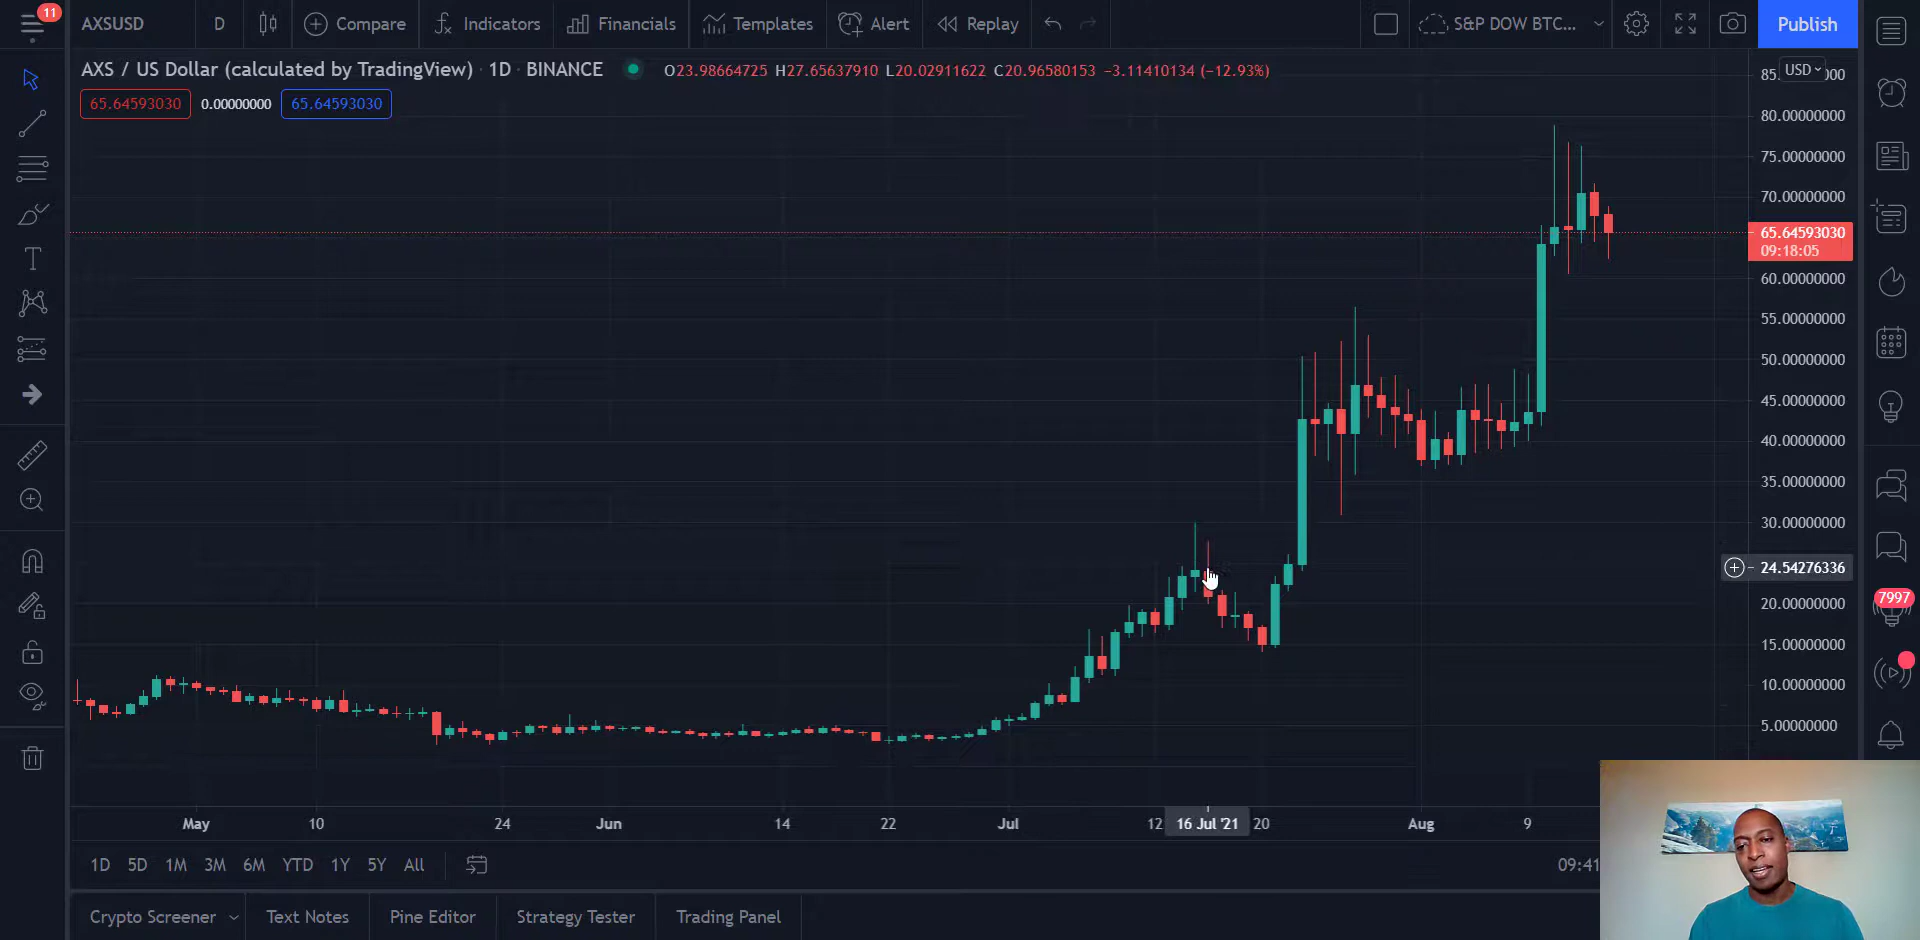 11
AXSUSD D Compare Indicators Financials Templates Alert Replay S&P DOW BTC... Publish
AXS / US Dollar (calculated by TradingView) · 1D · BINANCE O23.98664725 H27.65637910 L20.02911622 C20.96580153 −3.11410134 (−12.93%)
65.64593030 0.00000000 65.64593030
USD
80.00000000
75.00000000
70.00000000
65.64593030
09:18:05
60.00000000
55.00000000
50.00000000
45.00000000
40.00000000
35.00000000
30.00000000
24.54276336
20.00000000
15.00000000
10.00000000
5.00000000
7997
May 10 24 Jun 14 22 Jul 12 16 Jul '21 20 Aug 9
1D 5D 1M 3M 6M YTD 1Y 5Y All 09:41
Crypto Screener Text Notes Pine Editor Strategy Tester Trading Panel